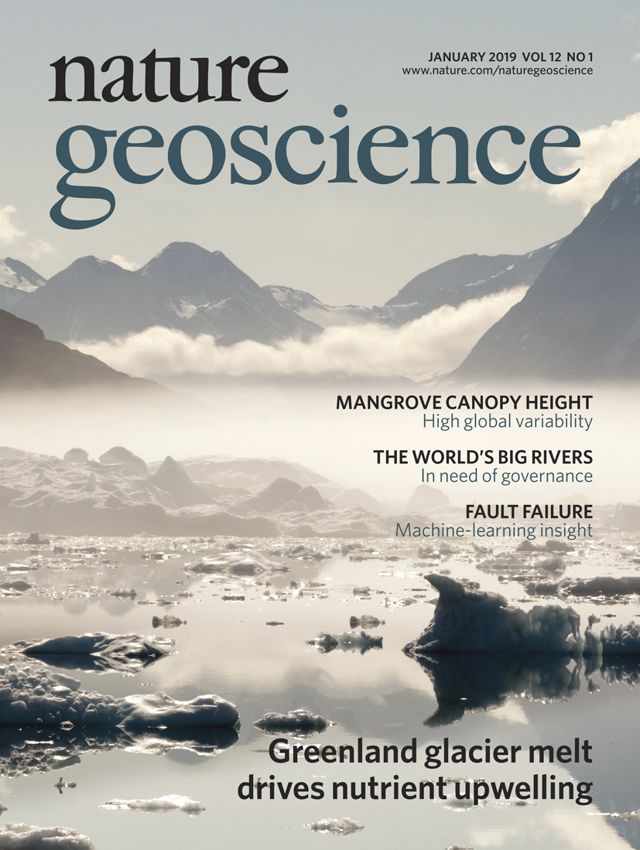 nature
geoscience
JANUARY 2019 VOL 12 NO 1
www.nature.com/naturegeoscience
MANGROVE CANOPY HEIGHT
High global variability
THE WORLD'S BIG RIVERS
In need of governance
FAULT FAILURE
Machine-learning insight
Greenland glacier melt
drives nutrient upwelling